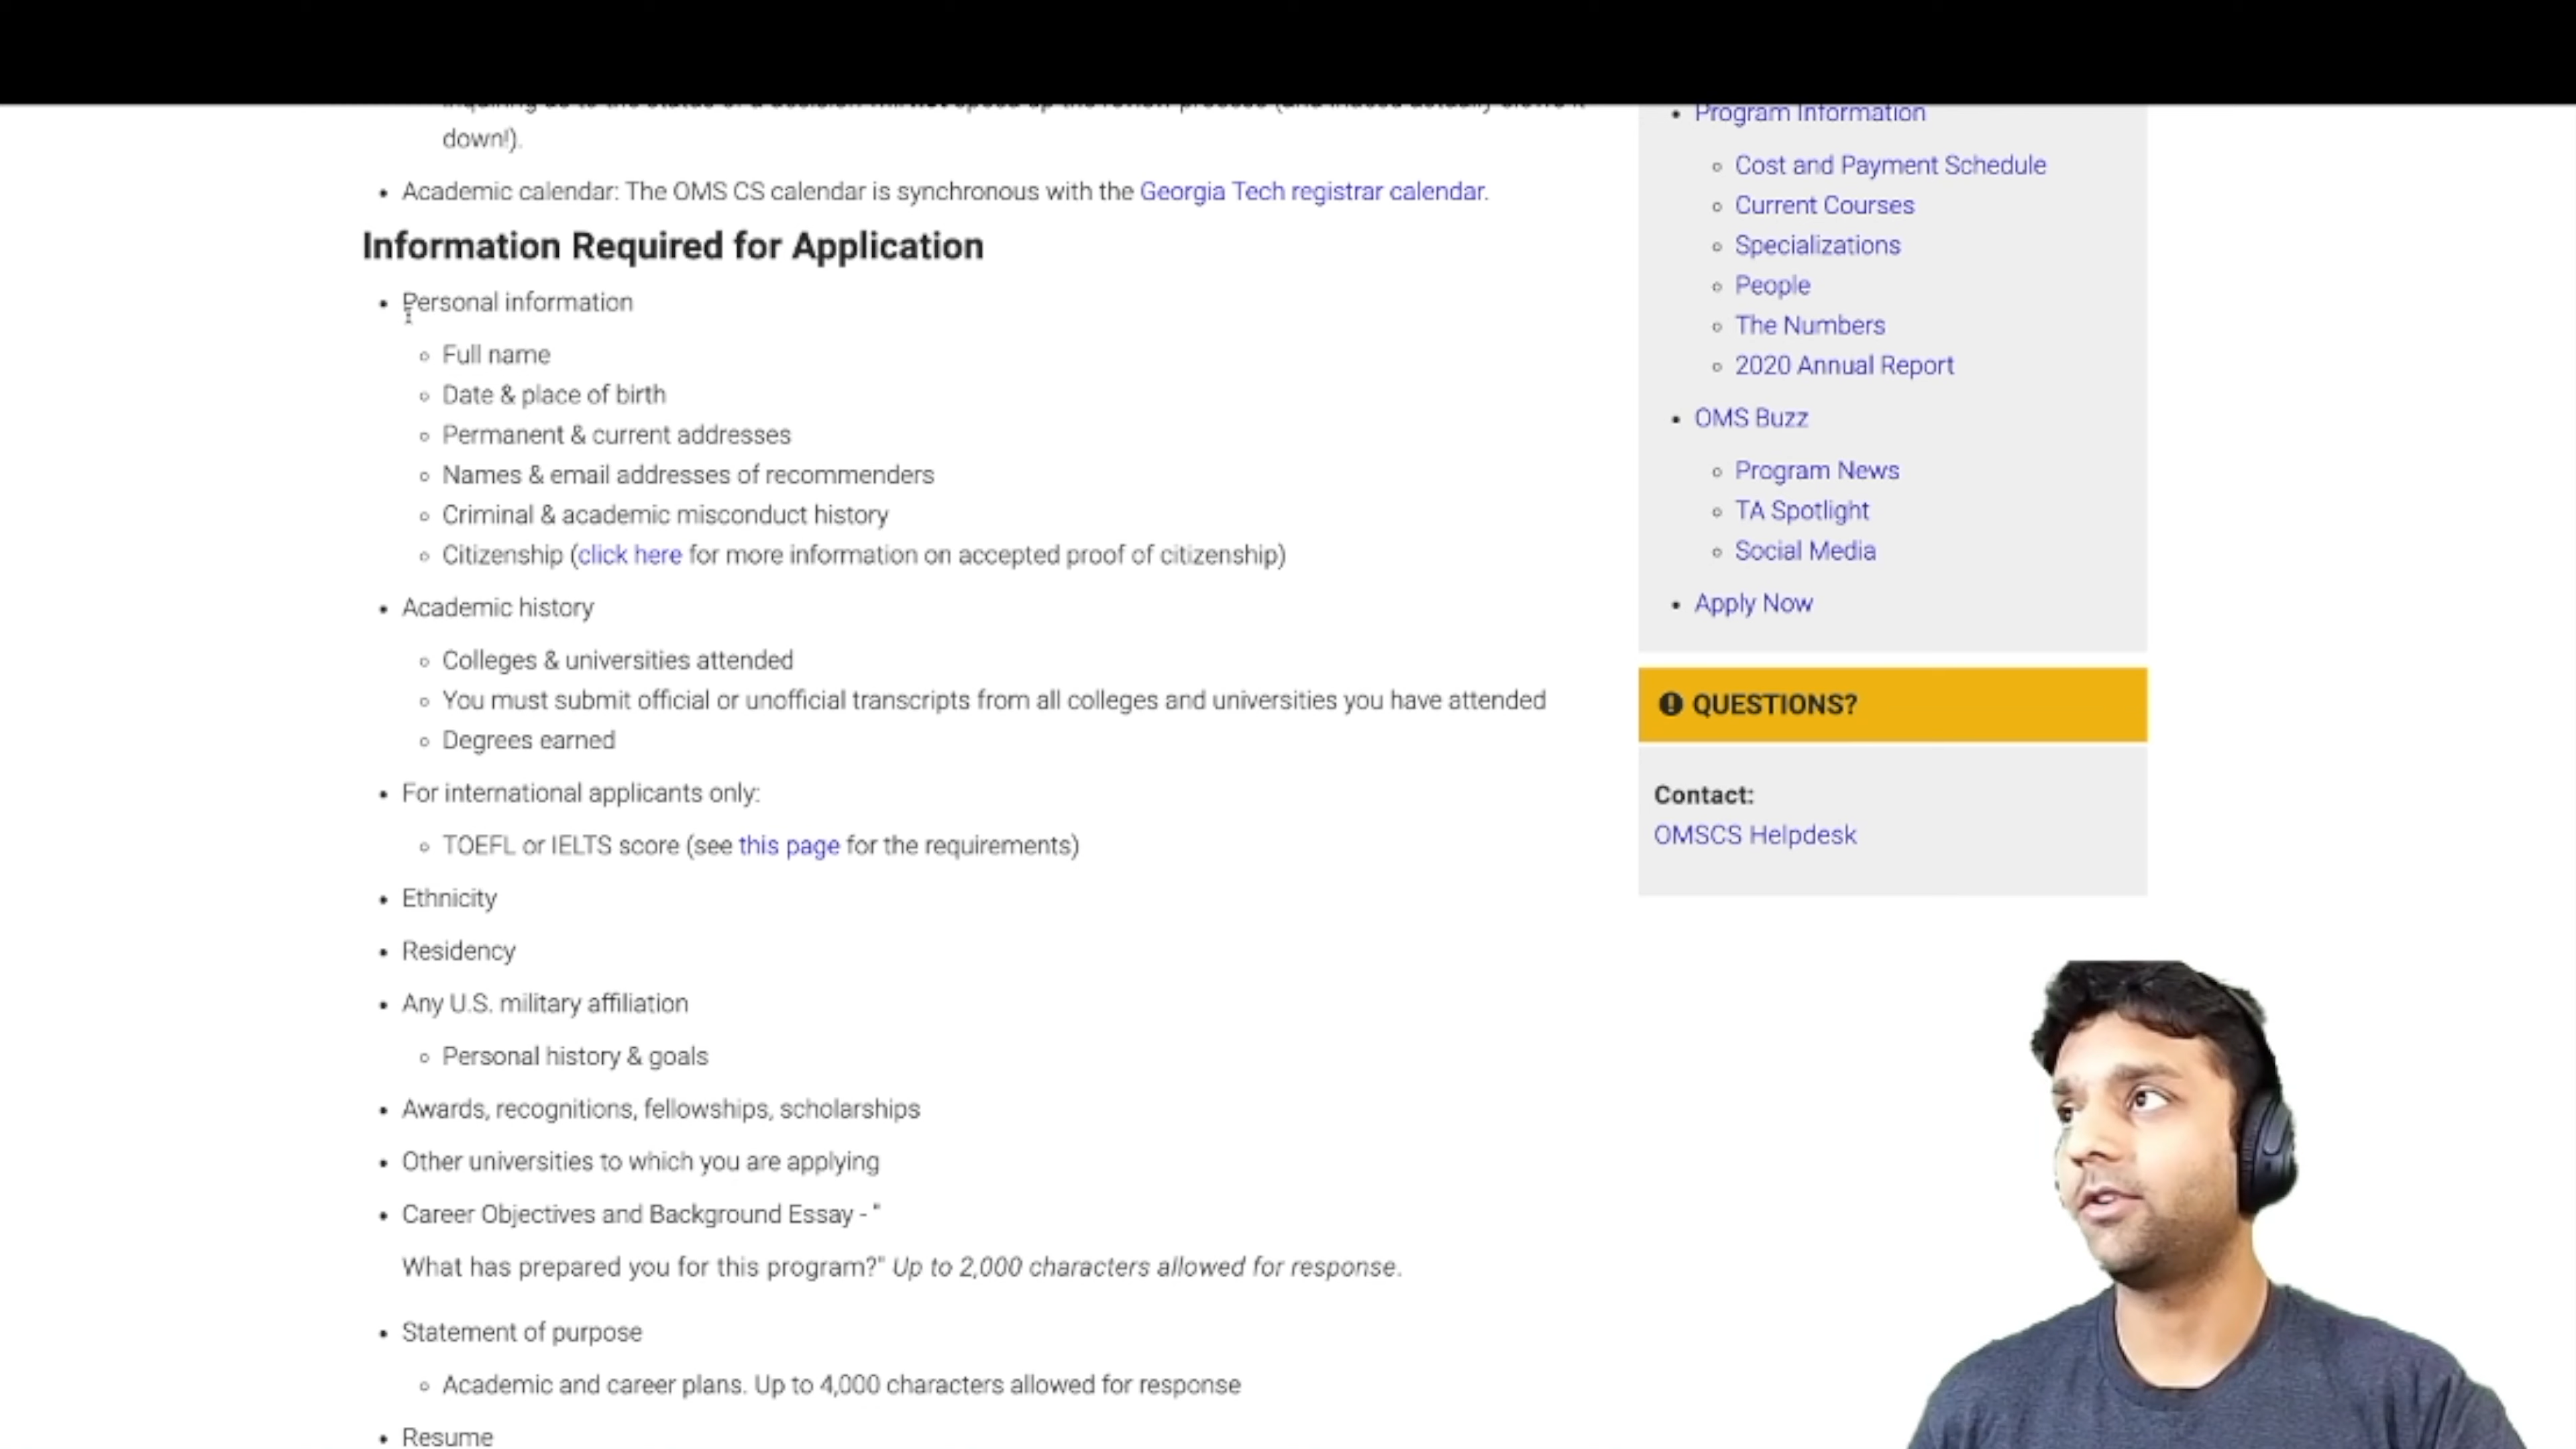 down!).
Academic calendar: The OMS CS calendar is synchronous with the Georgia Tech registrar calendar.
Information Required for Application
Personal information
Full name
Date & place of birth
Permanent & current addresses
Names & email addresses of recommenders
Criminal & academic misconduct history
Citizenship (click here for more information on accepted proof of citizenship)
Academic history
Colleges & universities attended
You must submit official or unofficial transcripts from all colleges and universities you have attended
Degrees earned
For international applicants only:
TOEFL or IELTS score (see this page for the requirements)
Ethnicity
Residency
Any U.S. military affiliation
Personal history & goals
Awards, recognitions, fellowships, scholarships
Other universities to which you are applying
Career Objectives and Background Essay - "
What has prepared you for this program?" Up to 2,000 characters allowed for response.
Statement of purpose
Academic and career plans. Up to 4,000 characters allowed for response
Resume
Program Information
Cost and Payment Schedule
Current Courses
Specializations
People
The Numbers
2020 Annual Report
OMS Buzz
Program News
TA Spotlight
Social Media
Apply Now
QUESTIONS?
Contact:
OMSCS Helpdesk